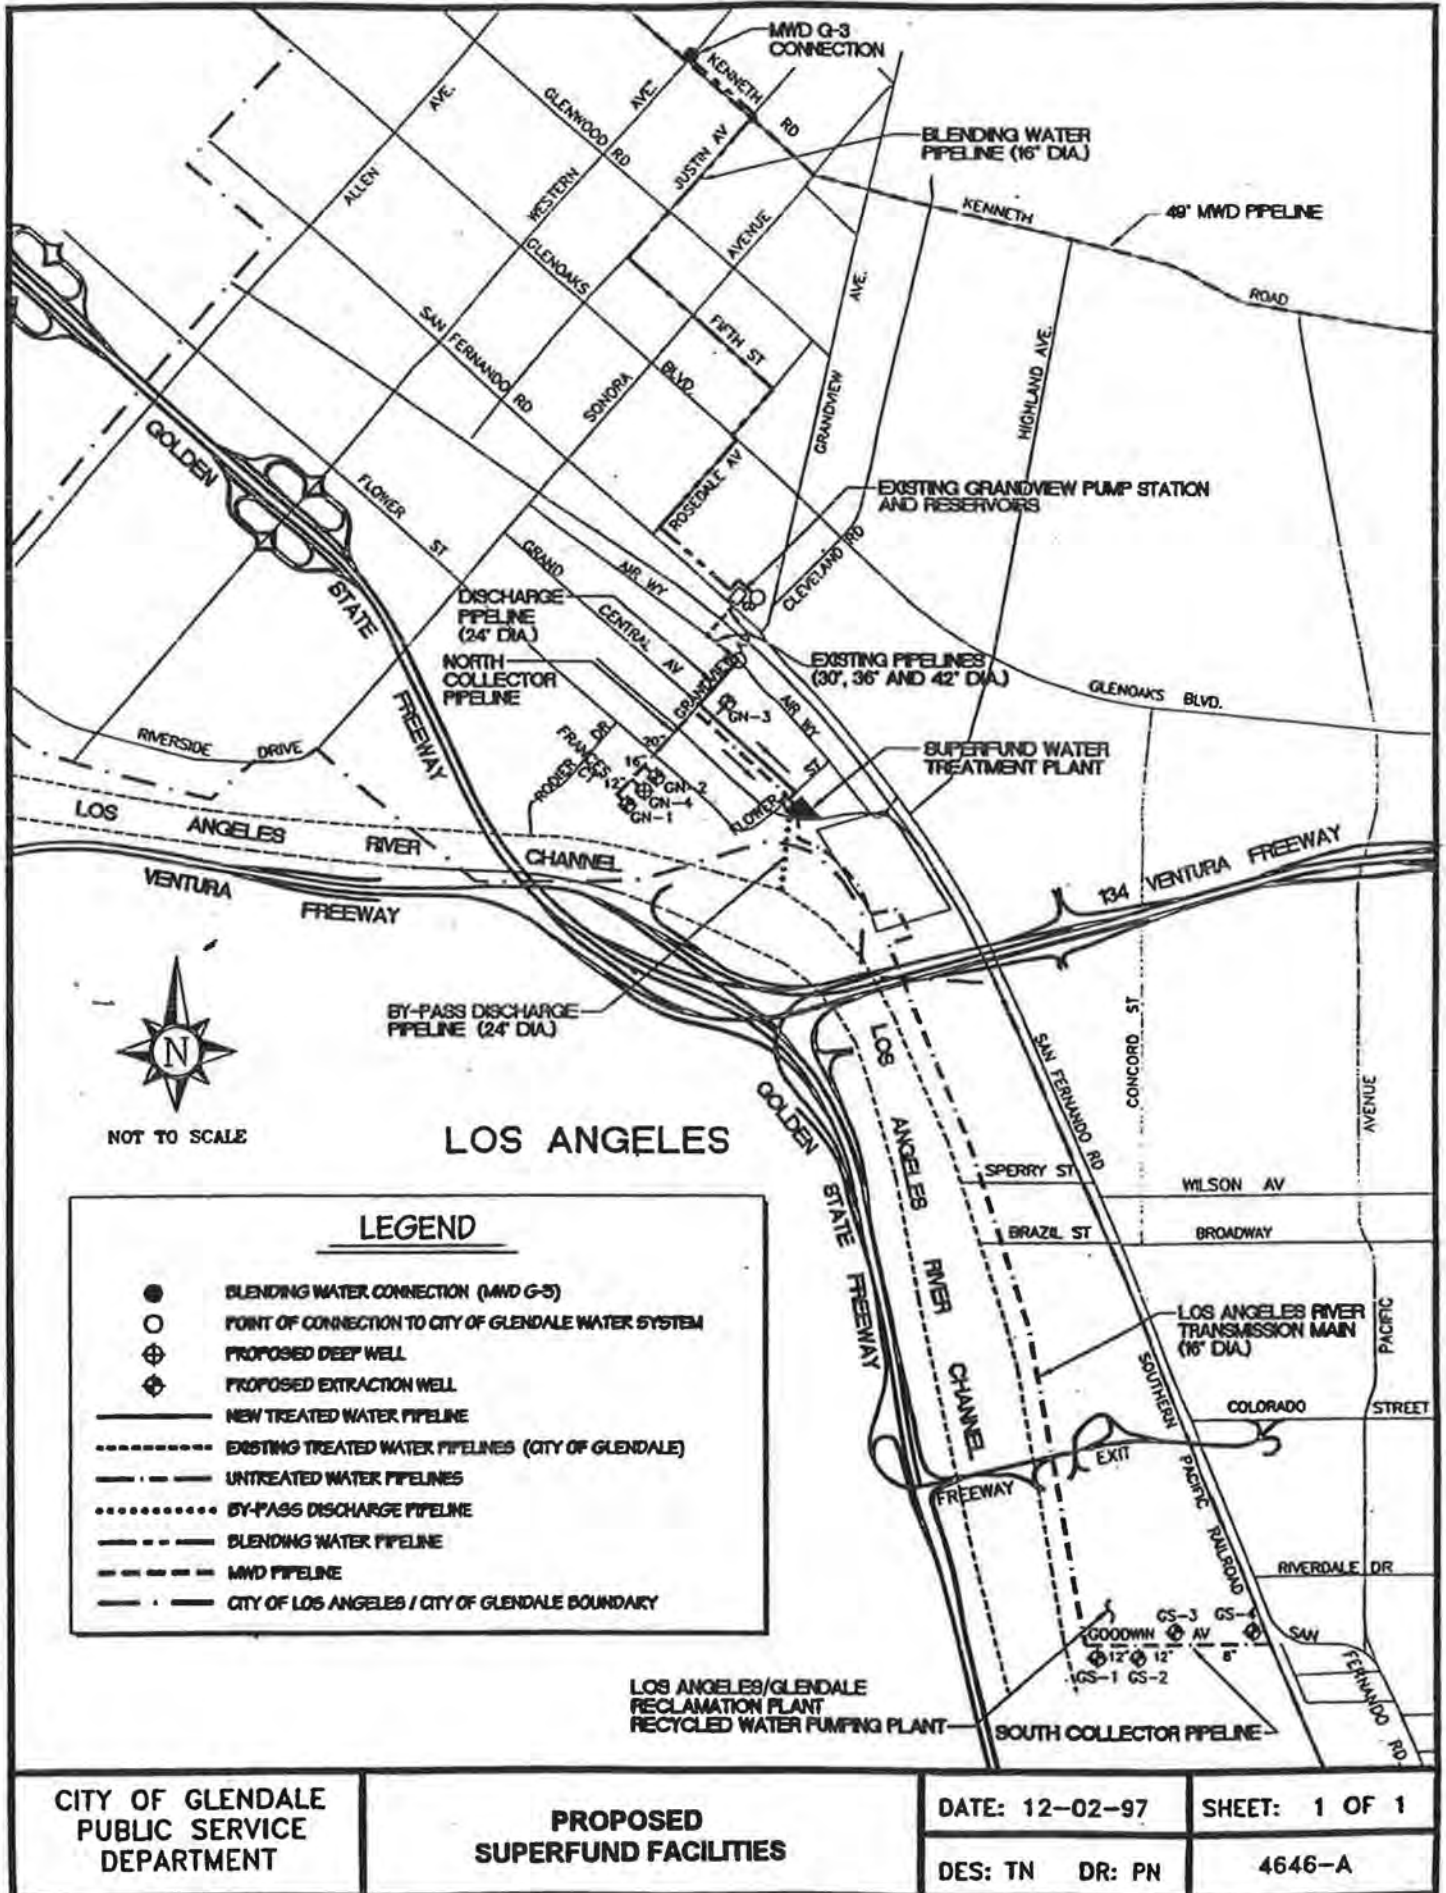 MWD G-3
CONNECTION
KENNETH
RD
AVE.
AVE.
GLENWOOD
RD
JUSTIN AV
BLENDING WATER
PIPELINE (16" DIA.)
ALLEN
WESTERN
KENNETH
49" MWD PIPELINE
AVENUE
GLENOAKS
AVE.
ROAD
SAN FERNANDO
RD
FIFTH ST
BLVD.
SONORA
GRANDVIEW
HIGHLAND AVE.
GOLDEN
FLOWER
ST
ROSEDALE AV
EXISTING GRANDVIEW PUMP STATION
AND RESERVOIRS
GRAND
CENTRAL AV
AIR WY
CLEVELAND RD
STATE
DISCHARGE
PIPELINE
(24" DIA.)
NORTH
COLLECTOR
PIPELINE
EXISTING PIPELINES
(30", 36" AND 42" DIA.)
GRANDVIEW AV
GLENOAKS BLVD.
FREEWAY
GN-3
AIR WY
RIVERSIDE DRIVE
FRANCES
CT
RODIER DR.
20"
16"
12"
GN-2
GN-4
GN-1
FLOWER ST.
SUPERFUND WATER
TREATMENT PLANT
LOS ANGELES RIVER CHANNEL
VENTURA FREEWAY
134 VENTURA FREEWAY
BY-PASS DISCHARGE
PIPELINE (24" DIA.)
N
NOT TO SCALE
LOS ANGELES
GOLDEN
STATE
FREEWAY
LOS
ANGELES
RIVER
CHANNEL
SAN FERNANDO RD
CONCORD ST
AVENUE
PACIFIC
SPERRY ST
WILSON AV
BRAZIL ST
BROADWAY
LOS ANGELES RIVER
TRANSMISSION MAIN
(16" DIA.)
SOUTHERN
PACIFIC
RAILROAD
COLORADO STREET
EXIT
FREEWAY
RIVERDALE DR
GS-3 GS-4
GOODWIN AV
12" 12" 8"
GS-1 GS-2
SAN
FERNANDO
RD.
LOS ANGELES/GLENDALE
RECLAMATION PLANT
RECYCLED WATER PUMPING PLANT
SOUTH COLLECTOR PIPELINE
LEGEND
BLENDING WATER CONNECTION (MWD G-3)
POINT OF CONNECTION TO CITY OF GLENDALE WATER SYSTEM
PROPOSED DEEP WELL
PROPOSED EXTRACTION WELL
NEW TREATED WATER PIPELINE
EXISTING TREATED WATER PIPELINES (CITY OF GLENDALE)
UNTREATED WATER PIPELINES
BY-PASS DISCHARGE PIPELINE
BLENDING WATER PIPELINE
MWD PIPELINE
CITY OF LOS ANGELES / CITY OF GLENDALE BOUNDARY
CITY OF GLENDALE
PUBLIC SERVICE
DEPARTMENT
PROPOSED
SUPERFUND FACILITIES
DATE: 12-02-97
SHEET: 1 OF 1
DES: TN DR: PN
4646-A